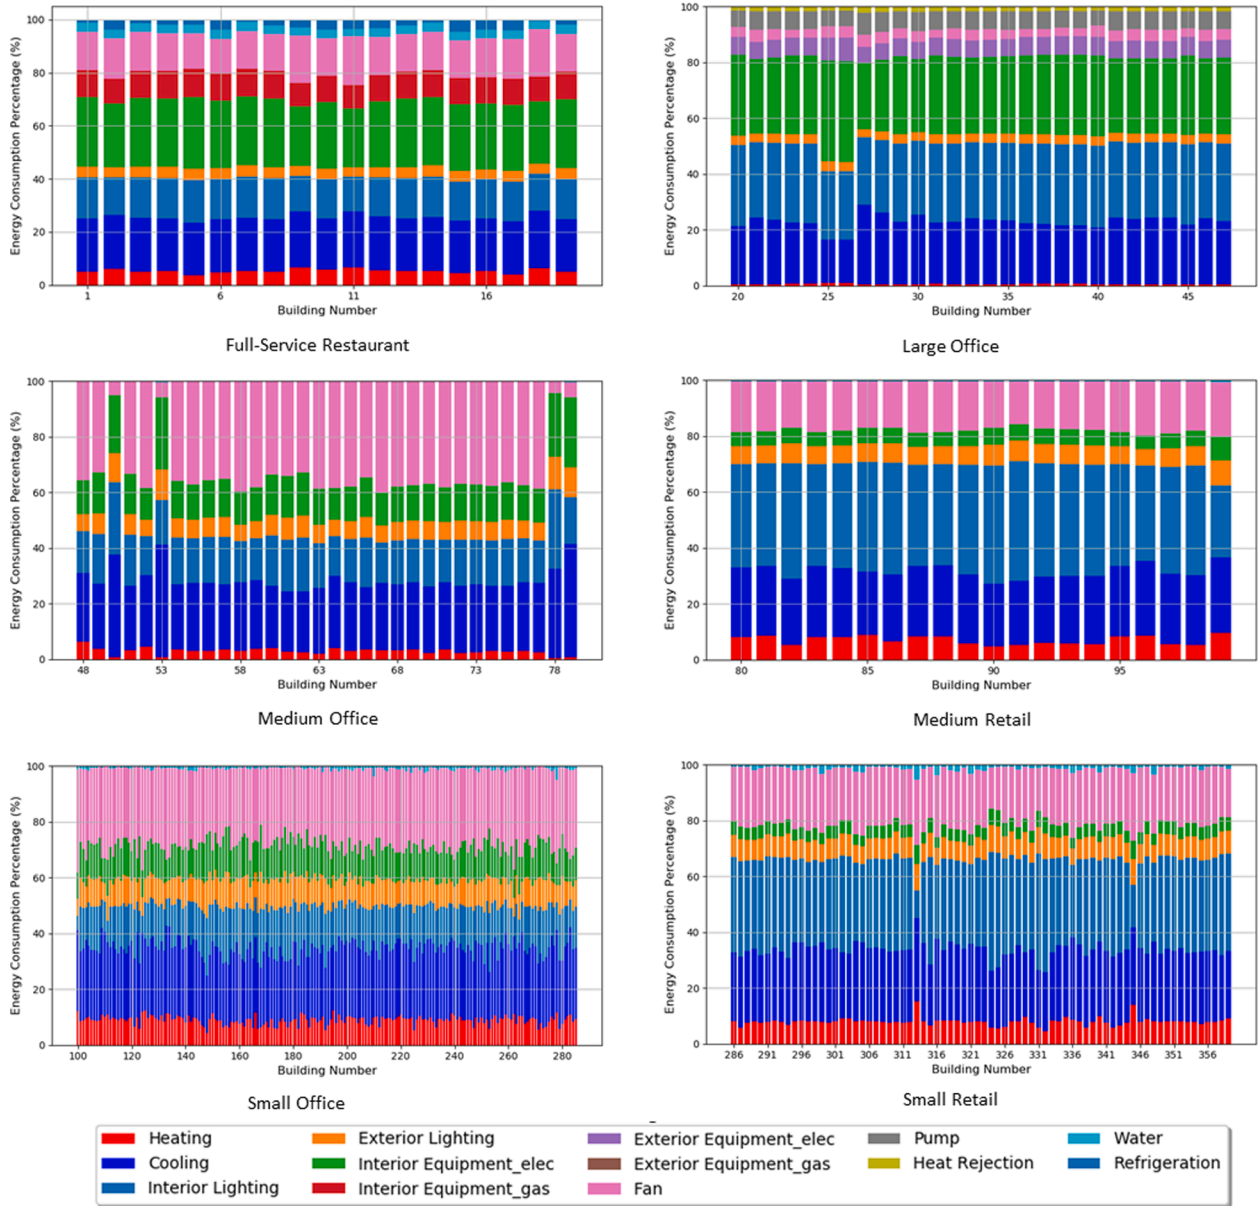 Energy Consumption Percentage (%)
100
80
60
40
20
0
1 6 11 16
Building Number
Full-Service Restaurant
Energy Consumption Percentage (%)
100
80
60
40
20
0
20 25 30 35 40 45
Building Number
Large Office
Energy Consumption Percentage (%)
100
80
60
40
20
0
48 53 58 63 68 73 78
Building Number
Medium Office
Energy Consumption Percentage (%)
100
80
60
40
20
0
80 85 90 95
Building Number
Medium Retail
Energy Consumption Percentage (%)
100
80
60
40
20
0
100 120 140 160 180 200 220 240 260 280
Building Number
Small Office
Energy Consumption Percentage (%)
100
80
60
40
20
0
286 291 296 301 306 311 316 321 326 331 336 341 346 351 356
Building Number
Small Retail
Heating
Cooling
Interior Lighting
Exterior Lighting
Interior Equipment_elec
Interior Equipment_gas
Exterior Equipment_elec
Exterior Equipment_gas
Fan
Pump
Heat Rejection
Water
Refrigeration